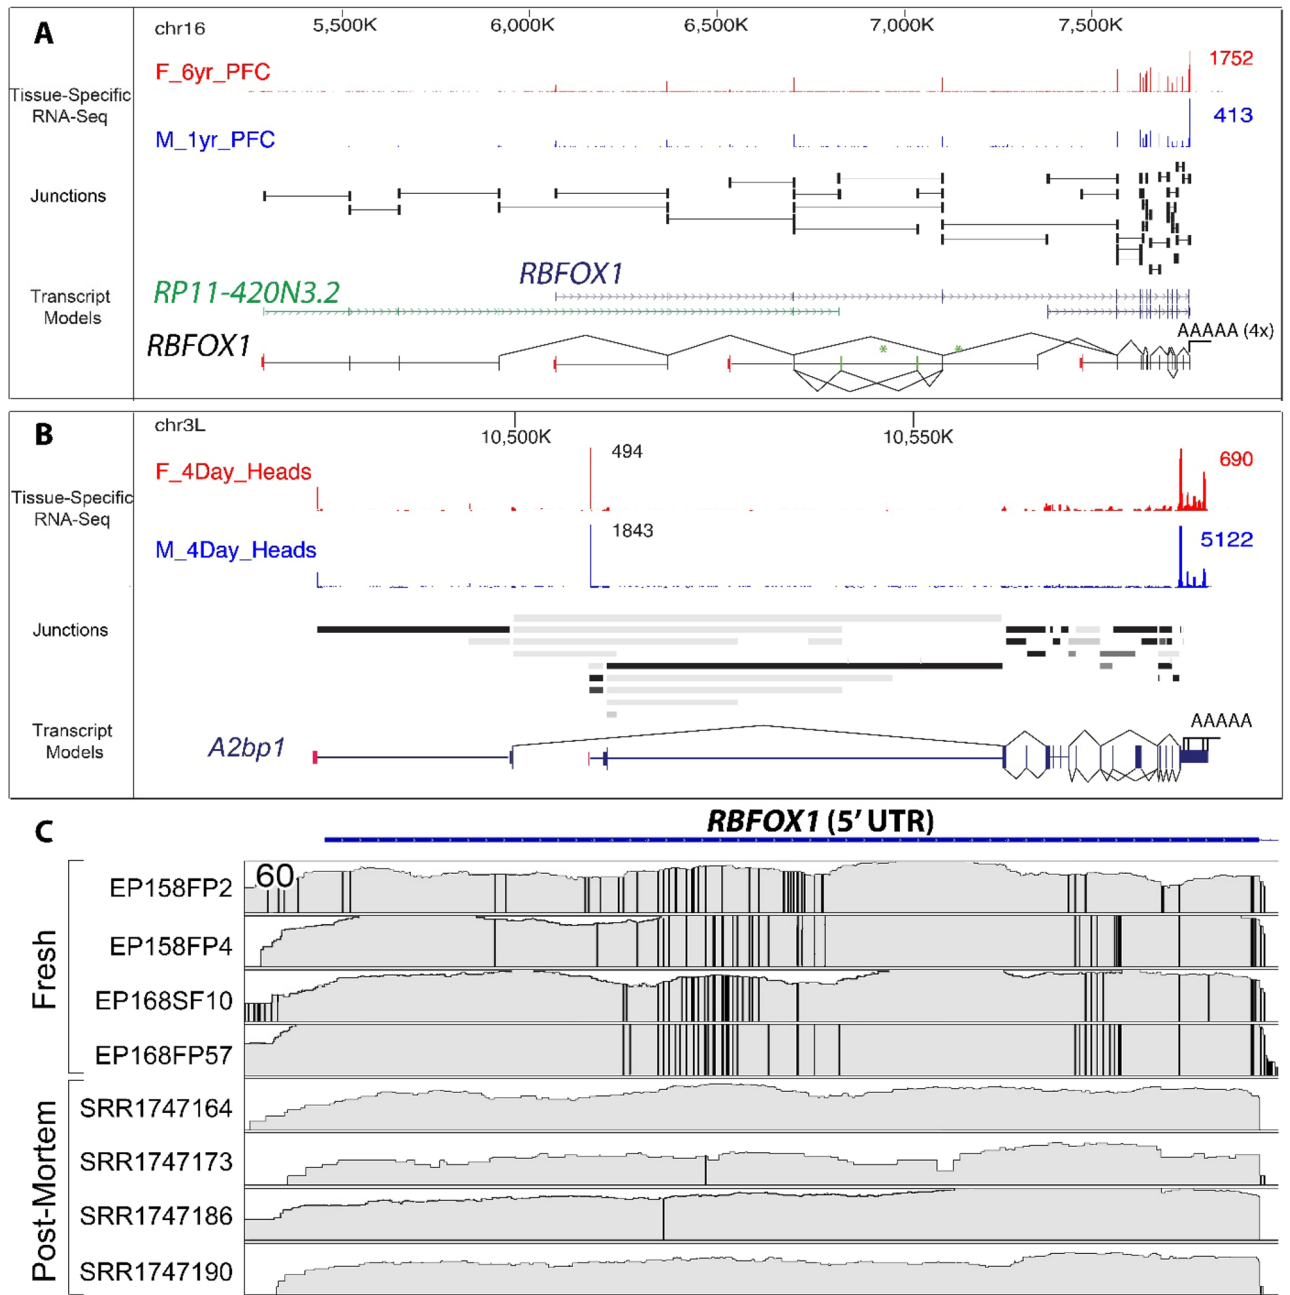 A
chr16
5,500K 6,000K 6,500K 7,000K 7,500K
Tissue-Specific
RNA-Seq
F_6yr_PFC
1752
M_1yr_PFC
413
Junctions
Transcript
Models
RP11-420N3.2
RBFOX1
RBFOX1
* *
AAAAA (4x)
B
chr3L
10,500K 10,550K
Tissue-Specific
RNA-Seq
F_4Day_Heads
494
690
M_4Day_Heads
1843
5122
Junctions
Transcript
Models
A2bp1
AAAAA
C
RBFOX1 (5’ UTR)
Fresh
EP158FP2
60
EP158FP4
EP168SF10
EP168FP57
Post-Mortem
SRR1747164
SRR1747173
SRR1747186
SRR1747190